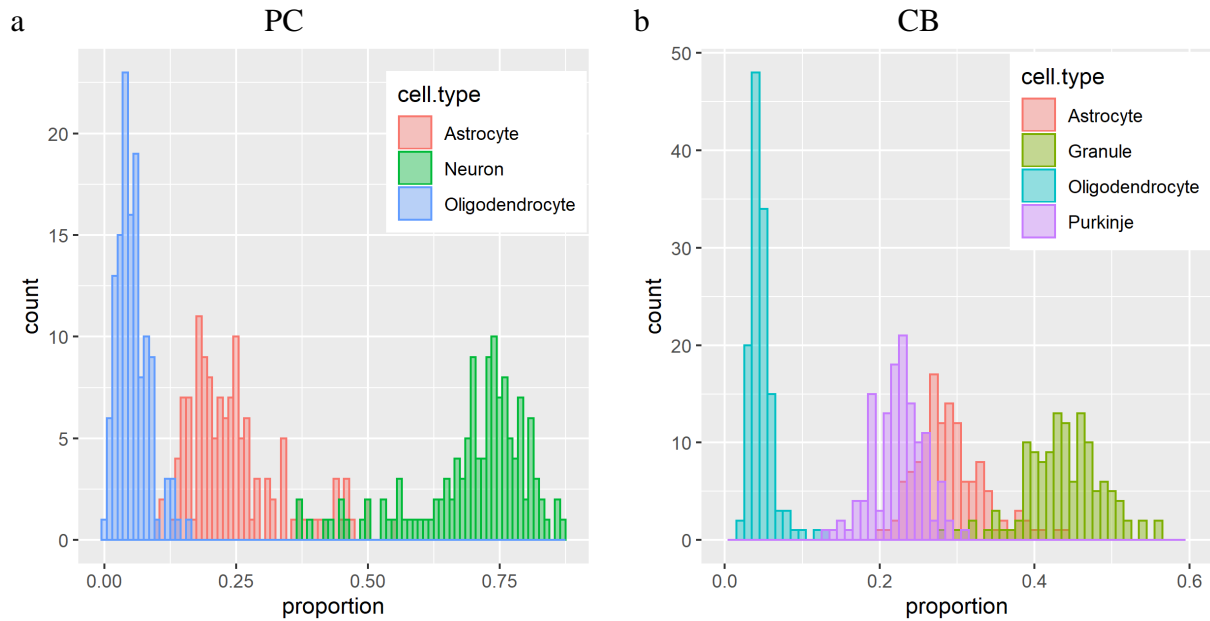 a PC
cell.type
Astrocyte
Neuron
Oligodendrocyte
count
20
15
10
5
0
0.00 0.25 0.50 0.75
proportion
b CB
cell.type
Astrocyte
Granule
Oligodendrocyte
Purkinje
count
50
40
30
20
10
0
0.0 0.2 0.4 0.6
proportion